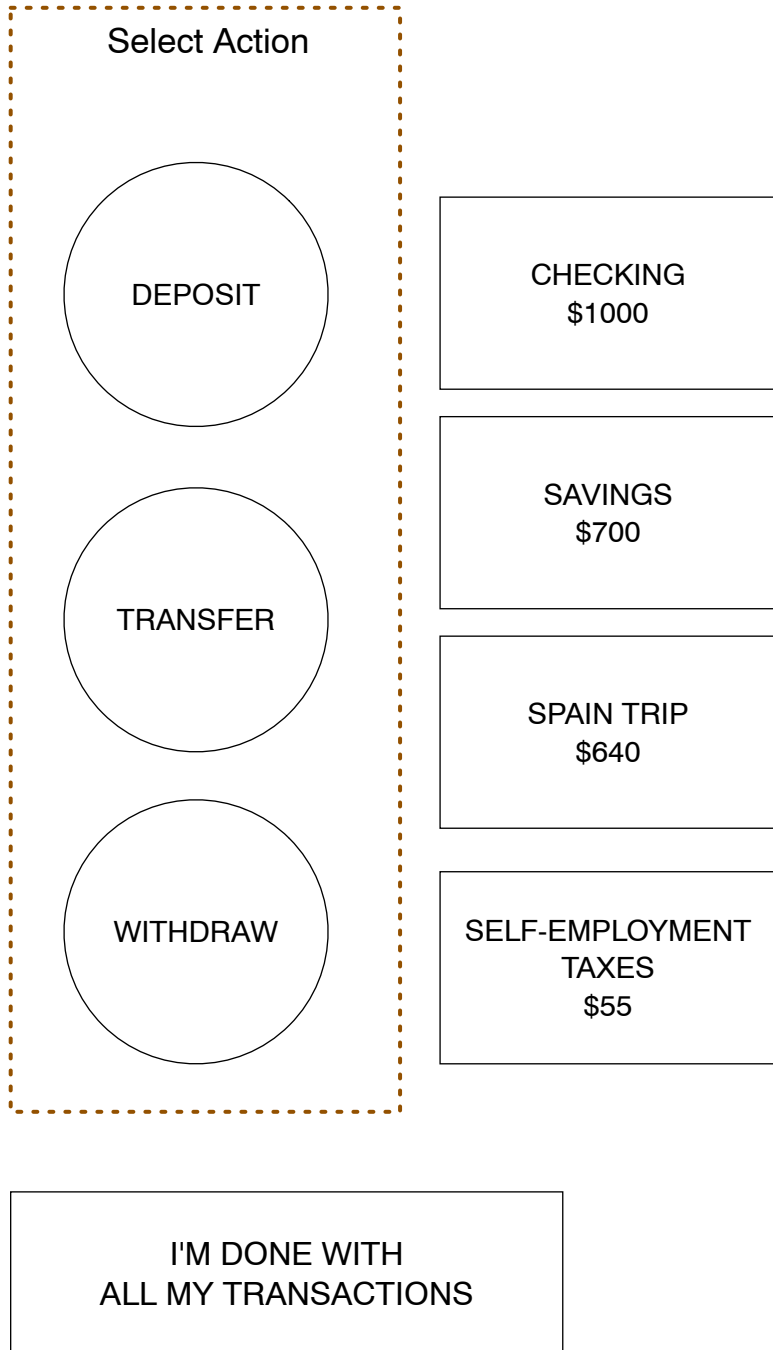 Select Action
DEPOSIT
TRANSFER
WITHDRAW
CHECKING
$1000
SAVINGS
$700
SPAIN TRIP
$640
SELF-EMPLOYMENT
TAXES
$55
I'M DONE WITH
ALL MY TRANSACTIONS